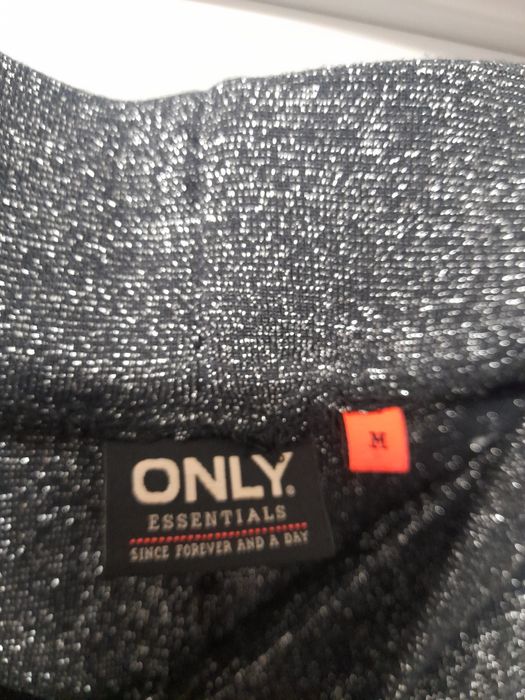 M
ONLY.
ESSENTIALS
SINCE FOREVER AND A DAY